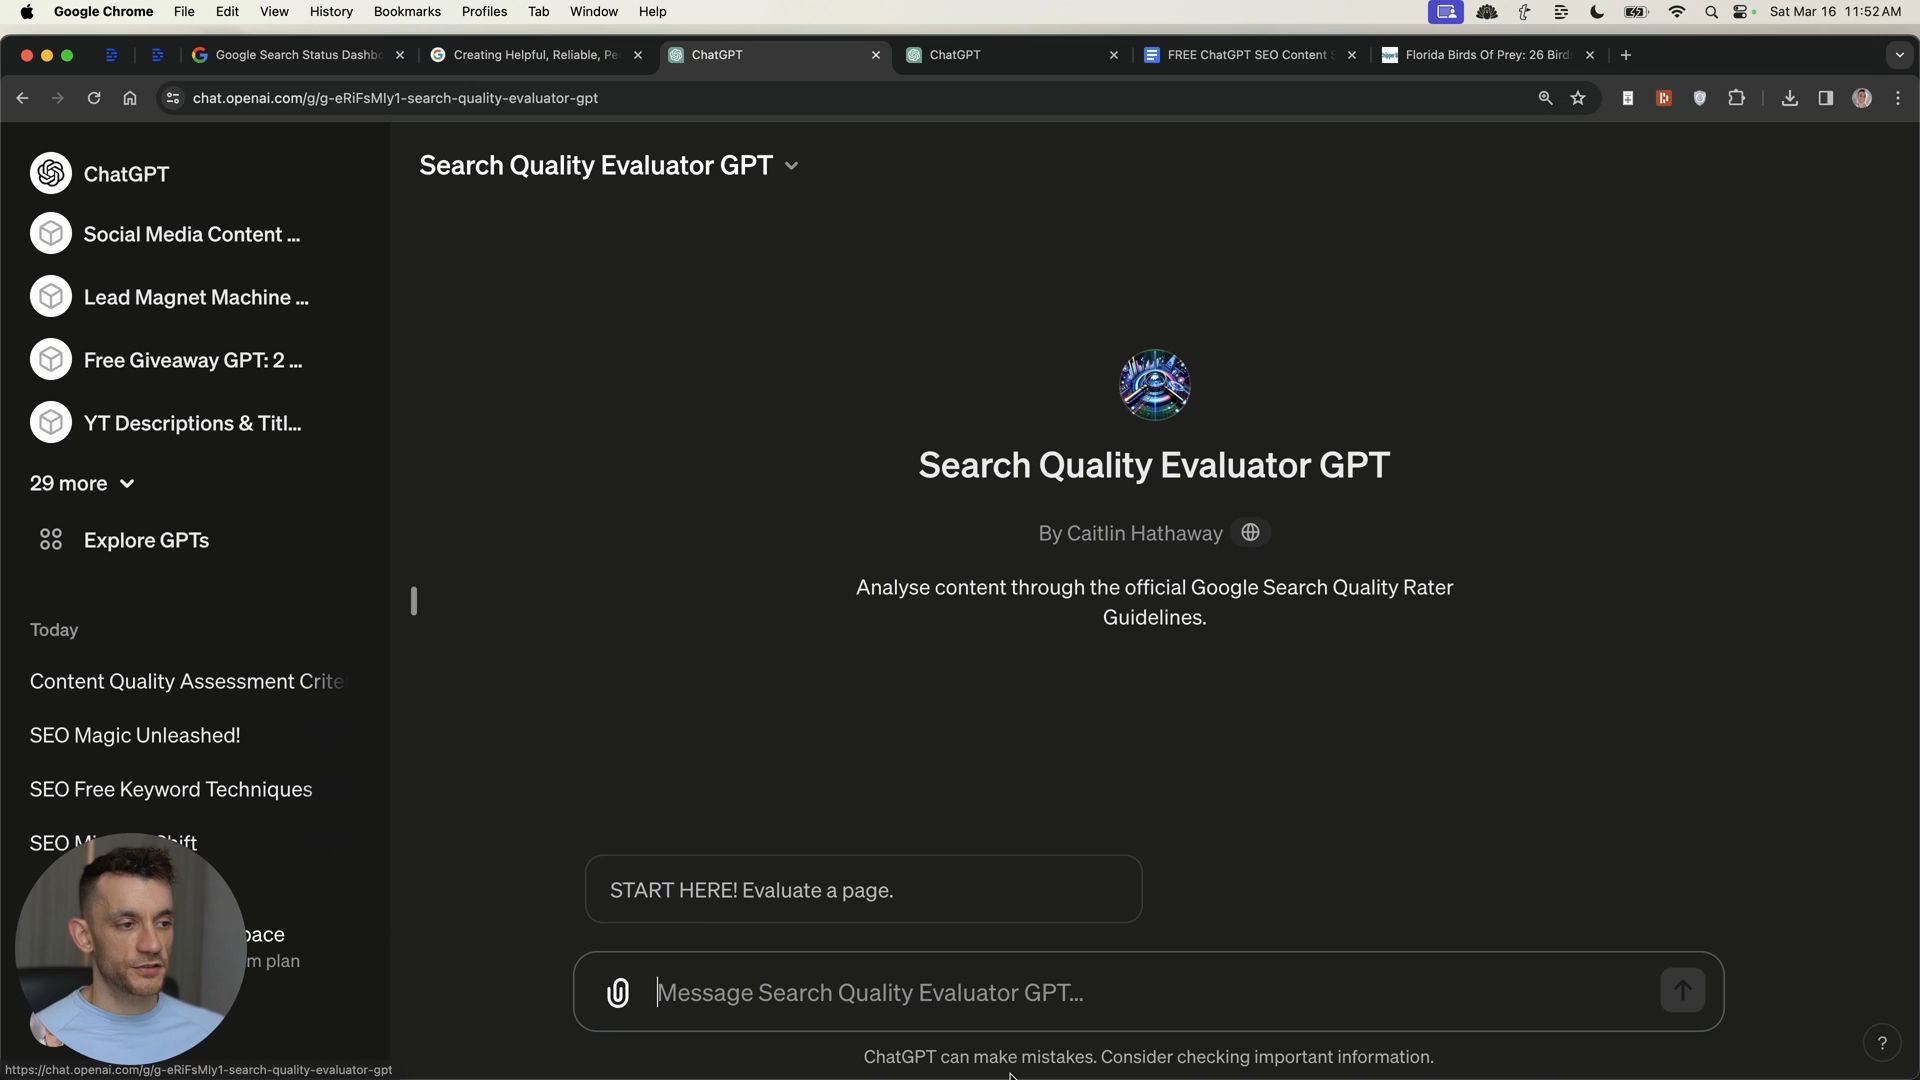 Google Chrome File Edit View History Bookmarks Profiles Tab Window Help Sat Mar 16 11:52 AM
Google Search Status Dashbo Creating Helpful, Reliable, Pe ChatGPT ChatGPT FREE ChatGPT SEO Content Florida Birds Of Prey: 26 Birds
chat.openai.com/g/g-eRiFsMly1-search-quality-evaluator-gpt
ChatGPT
Social Media Content ...
Lead Magnet Machine ...
Free Giveaway GPT: 2 ...
YT Descriptions & Titl...
29 more
Explore GPTs
Today
Content Quality Assessment Crite
SEO Magic Unleashed!
SEO Free Keyword Techniques
SEO
m plan
https://chat.openai.com/g/g-eRiFsMly1-search-quality-evaluator-gpt
Search Quality Evaluator GPT
Search Quality Evaluator GPT
By Caitlin Hathaway
Analyse content through the official Google Search Quality Rater
Guidelines.
START HERE! Evaluate a page.
Message Search Quality Evaluator GPT...
ChatGPT can make mistakes. Consider checking important information.
?